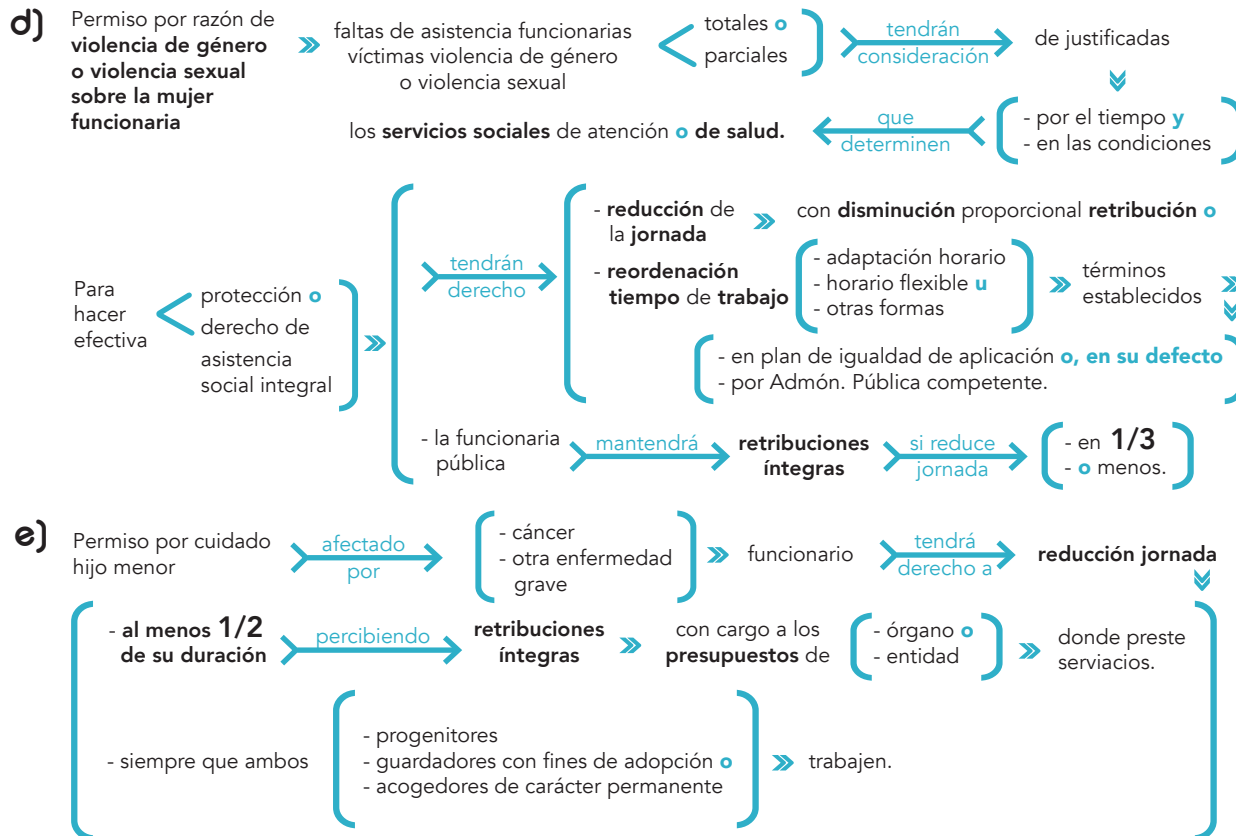 d)
Permiso por razón de
violencia de género
o violencia sexual
sobre la mujer
funcionaria
faltas de asistencia funcionarias
víctimas violencia de género
o violencia sexual
totales o
parciales
tendrán
consideración
de justificadas
- por el tiempo y
- en las condiciones
que
determinen
los servicios sociales de atención o de salud.
Para
hacer
efectiva
protección o
derecho de
asistencia
social integral
tendrán
derecho
- reducción de
la jornada
con disminución proporcional retribución o
- reordenación
tiempo de trabajo
- adaptación horario
- horario flexible u
- otras formas
términos
establecidos
- en plan de igualdad de aplicación o, en su defecto
- por Admón. Pública competente.
- la funcionaria
pública
mantendrá
retribuciones
íntegras
si reduce
jornada
- en 1/3
- o menos.
e)
Permiso por cuidado
hijo menor
afectado
por
- cáncer
- otra enfermedad
grave
funcionario
tendrá
derecho a
reducción jornada
- al menos 1/2
de su duración
percibiendo
retribuciones
íntegras
con cargo a los
presupuestos de
- órgano o
- entidad
donde preste
serviacios.
- siempre que ambos
- progenitores
- guardadores con fines de adopción o
- acogedores de carácter permanente
trabajen.